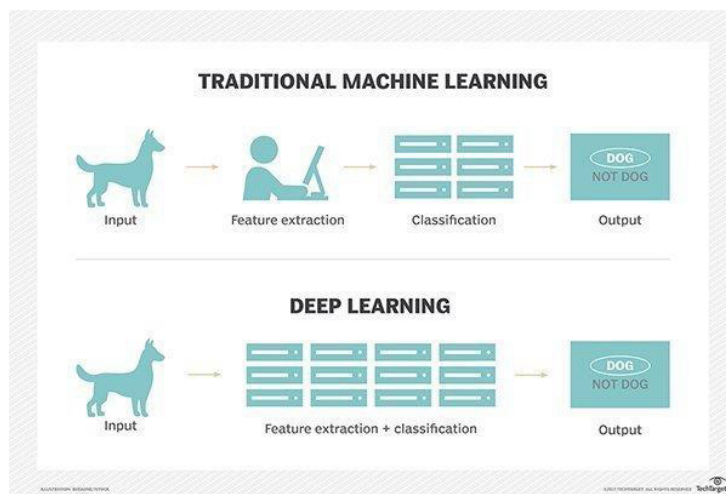 TRADITIONAL MACHINE LEARNING
DOG
NOT DOG
Input
Feature extraction
Classification
Output
DEEP LEARNING
DOG
NOT DOG
Input
Feature extraction + classification
Output
TechTarget